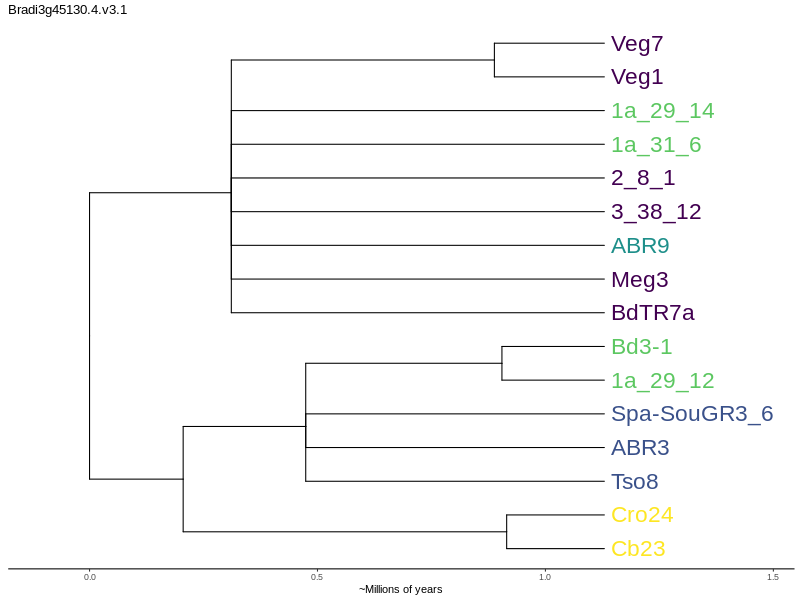 Bradi3g45130.4.v3.1
Veg7
Veg1
1a_29_14
1a_31_6
2_8_1
3_38_12
ABR9
Meg3
BdTR7a
Bd3-1
1a_29_12
Spa-SouGR3_6
ABR3
Tso8
Cro24
Cb23
0.0 0.5 1.0 1.5
~Millions of years